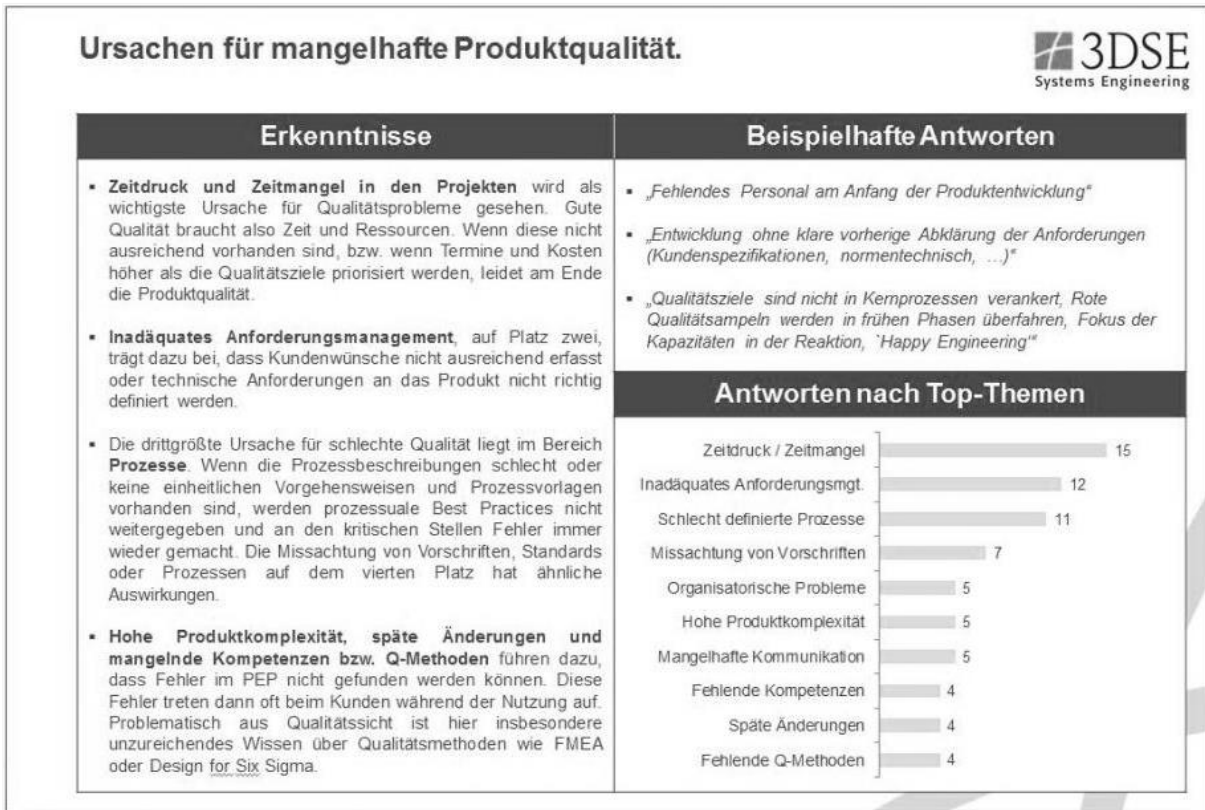 Ursachen für mangelhafte Produktqualität.
3DSE
Systems Engineering
Erkenntnisse
▪ Zeitdruck und Zeitmangel in den Projekten wird als
wichtigste Ursache für Qualitätsprobleme gesehen. Gute
Qualität braucht also Zeit und Ressourcen. Wenn diese nicht
ausreichend vorhanden sind, bzw. wenn Termine und Kosten
höher als die Qualitätsziele priorisiert werden, leidet am Ende
die Produktqualität.
▪ Inadäquates Anforderungsmanagement, auf Platz zwei,
trägt dazu bei, dass Kundenwünsche nicht ausreichend erfasst
oder technische Anforderungen an das Produkt nicht richtig
definiert werden.
▪ Die drittgrößte Ursache für schlechte Qualität liegt im Bereich
Prozesse. Wenn die Prozessbeschreibungen schlecht oder
keine einheitlichen Vorgehensweisen und Prozessvorlagen
vorhanden sind, werden prozessuale Best Practices nicht
weitergegeben und an den kritischen Stellen Fehler immer
wieder gemacht. Die Missachtung von Vorschriften, Standards
oder Prozessen auf dem vierten Platz hat ähnliche
Auswirkungen.
▪ Hohe Produktkomplexität, späte Änderungen und
mangelnde Kompetenzen bzw. Q-Methoden führen dazu,
dass Fehler im PEP nicht gefunden werden können. Diese
Fehler treten dann oft beim Kunden während der Nutzung auf.
Problematisch aus Qualitätssicht ist hier insbesondere
unzureichendes Wissen über Qualitätsmethoden wie FMEA
oder Design for Six Sigma.
Beispielhafte Antworten
▪ „Fehlendes Personal am Anfang der Produktentwicklung“
▪ „Entwicklung ohne klare vorherige Abklärung der Anforderungen
(Kundenspezifikationen, normentechnisch, …)“
▪ „Qualitätsziele sind nicht in Kernprozessen verankert, Rote
Qualitätsampeln werden in frühen Phasen überfahren, Fokus der
Kapazitäten in der Reaktion, `Happy Engineering'“
Antworten nach Top-Themen
Zeitdruck / Zeitmangel 15
Inadäquates Anforderungsmgt. 12
Schlecht definierte Prozesse 11
Missachtung von Vorschriften 7
Organisatorische Probleme 5
Hohe Produktkomplexität 5
Mangelhafte Kommunikation 5
Fehlende Kompetenzen 4
Späte Änderungen 4
Fehlende Q-Methoden 4